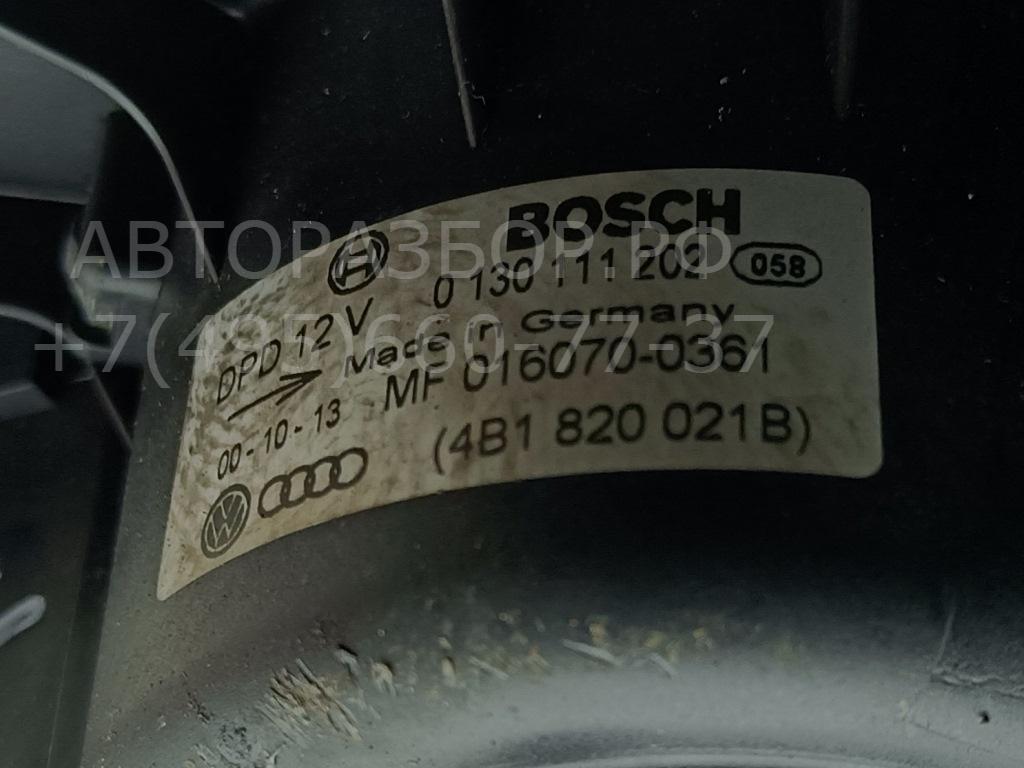 BOSCH
0 130 111 202 058
DPD 12 V
Made in Germany
MF 016070-0361
00-10-13
(4B1 820 021B)
АВТОРАЗБОР.РФ
+7(495)660-77-37